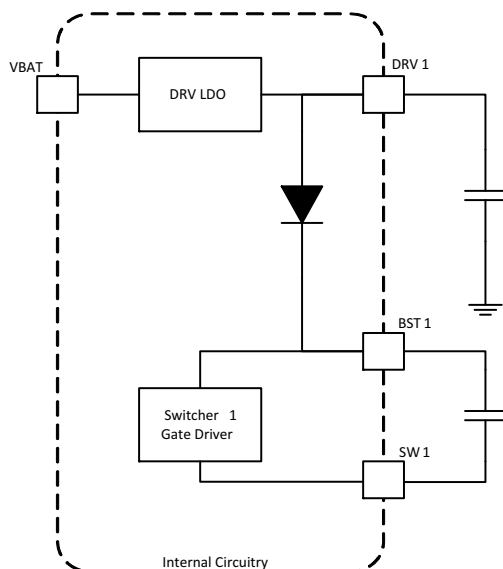 VBAT
DRV LDO
DRV 1
BST 1
Switcher 1
Gate Driver
SW 1
Internal Circuitry